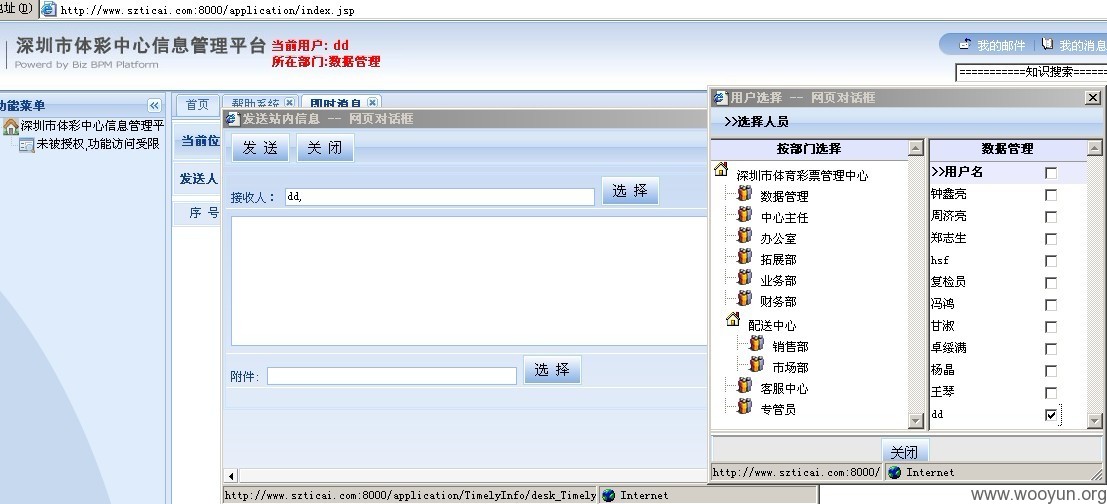 址(D)
http://www.szticai.com:8000/application/index.jsp
深圳市体彩中心信息管理平台
Powerd by Biz BPM Platform
当前用户: dd
所在部门:数据管理
我的邮件
我的消息
===========知识搜索======
功能菜单
深圳市体彩中心信息管理平
未被授权,功能访问受限
首页
帮助系统
即时消息
当前位
发送人
序 号
发送站内信息 -- 网页对话框
发 送
关 闭
接收人:
dd,
选 择
附件:
选 择
http://www.szticai.com:8000/application/TimelyInfo/desk_Timely
Internet
用户选择 -- 网页对话框
>>选择人员
按部门选择
深圳市体育彩票管理中心
数据管理
中心主任
办公室
拓展部
业务部
财务部
配送中心
销售部
市场部
客服中心
专管员
数据管理
>>用户名
钟鑫亮
周济亮
郑志生
hsf
复检员
冯鸿
甘淑
卓绥满
杨晶
王琴
dd
关闭
http://www.szticai.com:8000/
Internet
www.wooyun.org